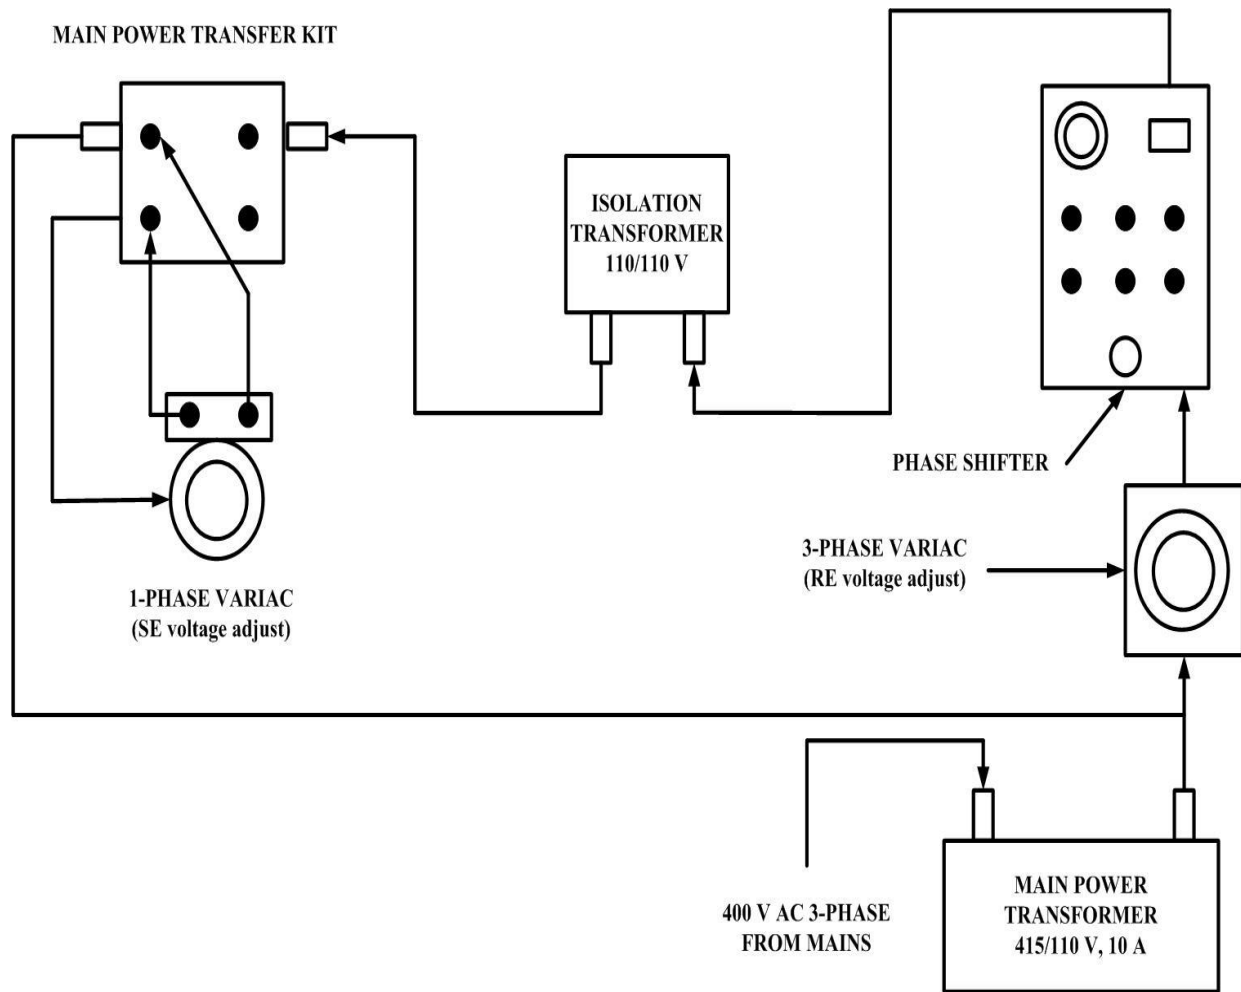 MAIN POWER TRANSFER KIT
ISOLATION
TRANSFORMER
110/110 V
PHASE SHIFTER
3-PHASE VARIAC
(RE voltage adjust)
1-PHASE VARIAC
(SE voltage adjust)
400 V AC 3-PHASE
FROM MAINS
MAIN POWER
TRANSFORMER
415/110 V, 10 A